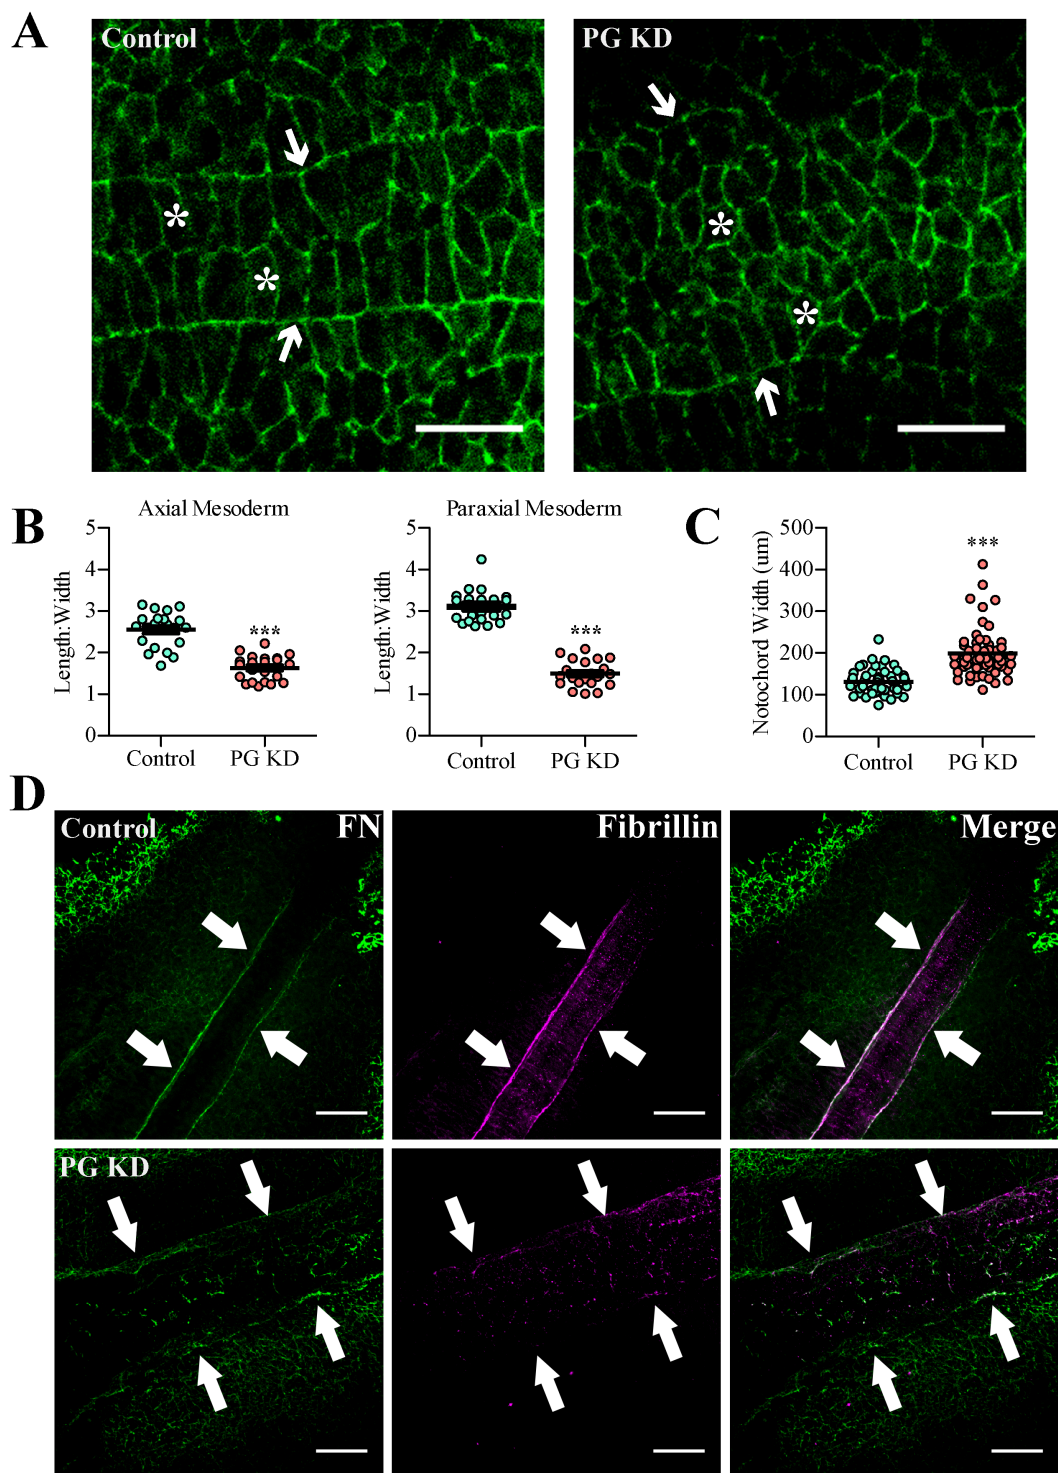 A
Control
PG KD
*
*
*
*
B
Axial Mesoderm
Length:Width
5
4
3
2
1
0
***
Control
PG KD
Paraxial Mesoderm
Length:Width
5
4
3
2
1
0
***
Control
PG KD
C
Notochord Width (um)
500
400
300
200
100
0
***
Control
PG KD
D
Control
FN
Fibrillin
Merge
PG KD